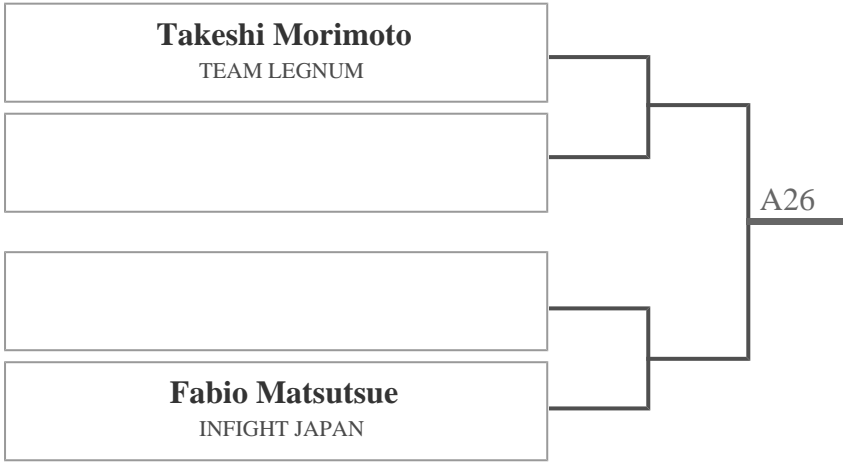 Takeshi Morimoto
TEAM LEGNUM
A26
Fabio Matsutsue
INFIGHT JAPAN